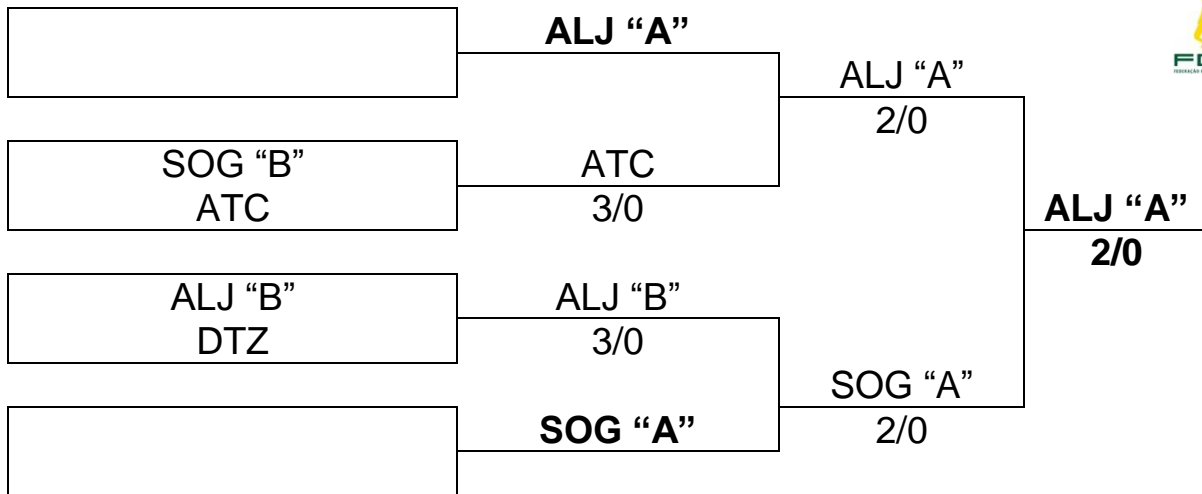 ALJ “A”
ALJ “A”
2/0
SOG “B”
ATC
ATC
3/0
ALJ “A”
2/0
ALJ “B”
DTZ
ALJ “B”
3/0
SOG “A”
2/0
SOG “A”